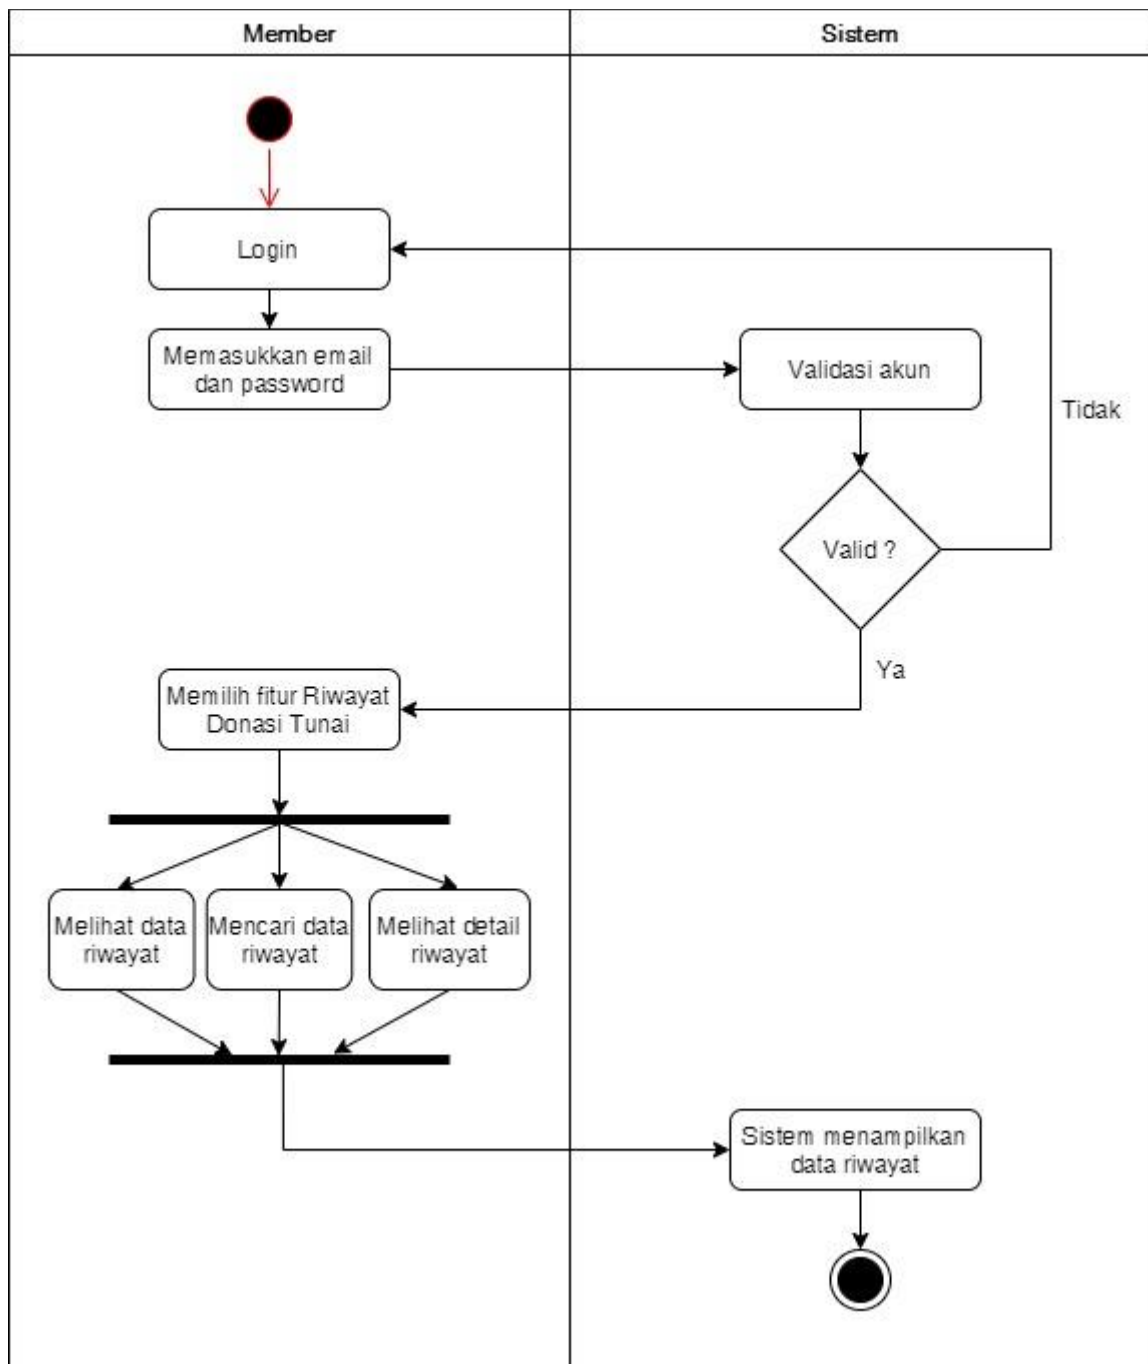 Member
Sistem
Login
Memasukkan email
dan password
Validasi akun
Tidak
Valid ?
Ya
Memilih fitur Riwayat
Donasi Tunai
Melihat data
riwayat
Mencari data
riwayat
Melihat detail
riwayat
Sistem menampilkan
data riwayat